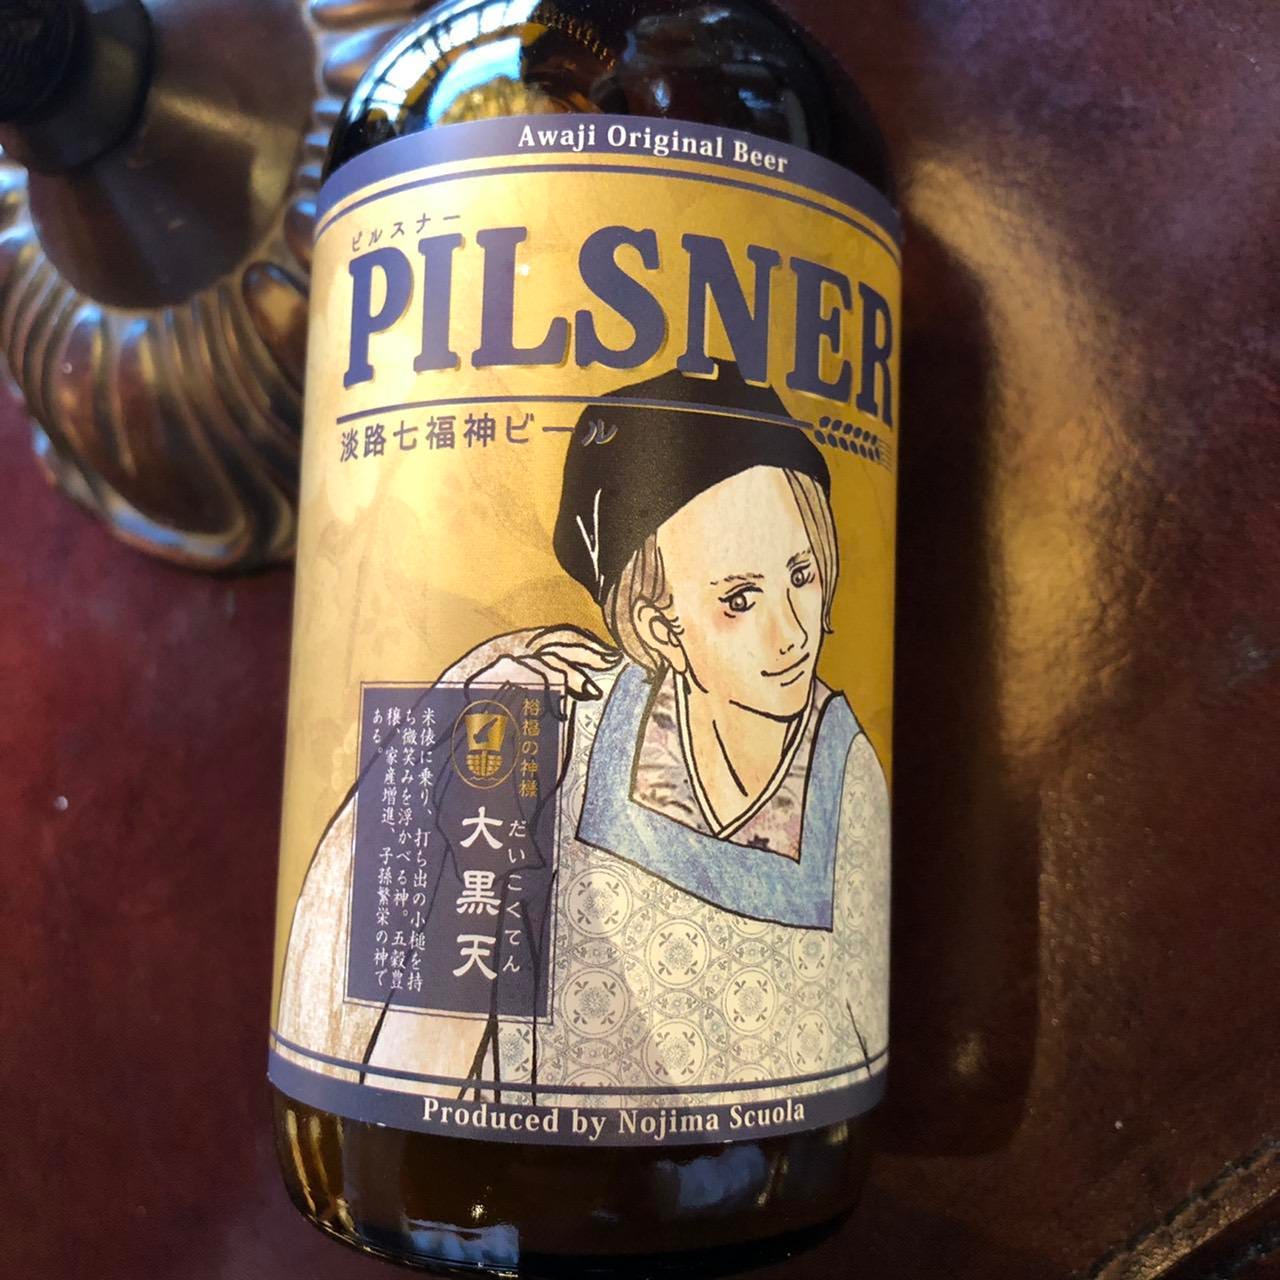 Awaji Original Beer
ピルスナー
PILSNER
淡路七福神ビール
裕福の神様
だいこくてん
大黒天
米俵に乗り、打ち出の小槌を持
ち微笑みを浮かべる神。五穀豊
穣、家産増進、子孫繁栄の神で
ある。
Produced by Nojima Scuola